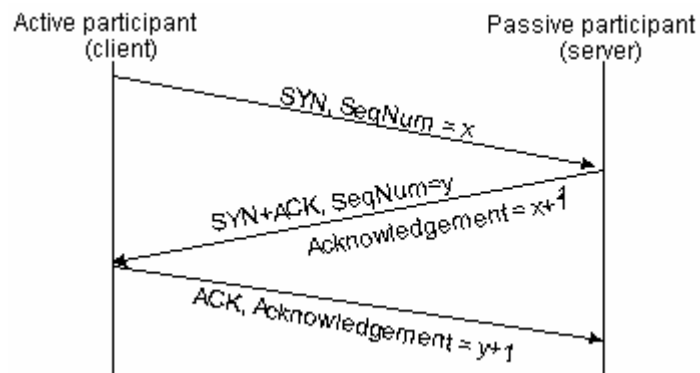 Active participant
(client)
Passive participant
(server)
SYN, SeqNum = x
SYN+ACK, SeqNum=y
Acknowledgement = x+1
ACK, Acknowledgement = y+1